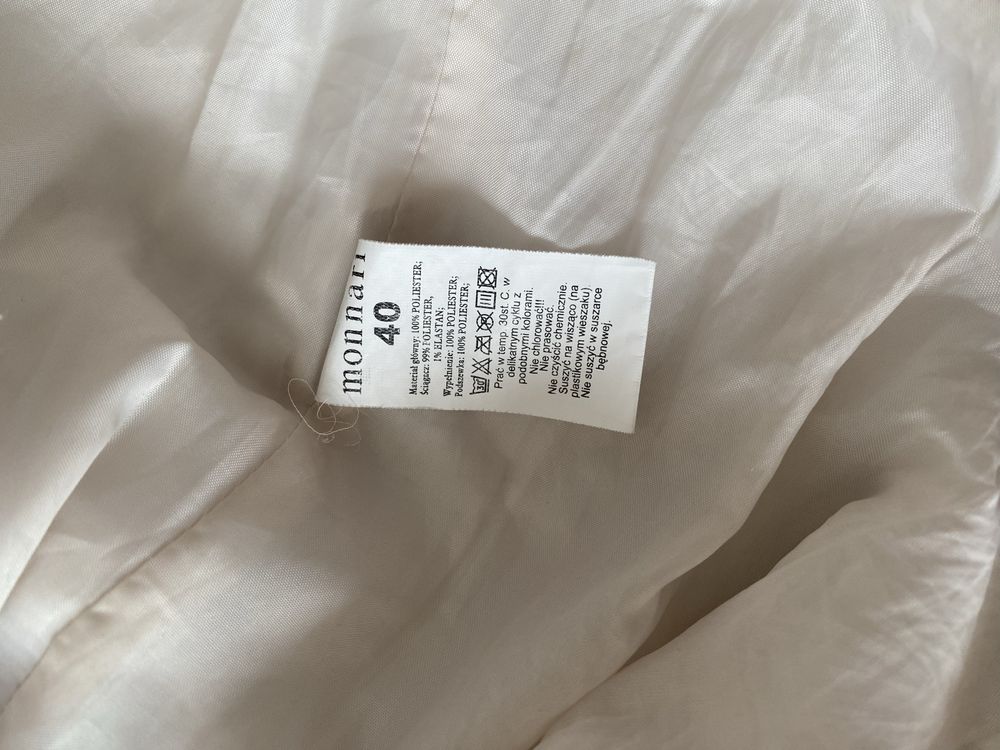 monnari
40
Materiał główny: 100% POLIESTER;
Ściągacz: 99% POLIESTER,
1% ELASTAN;
Wypełnienie: 100% POLIESTER;
Podszewka: 100% POLIESTER;
30
Prać w temp. 30st. C. w
delikatnym cyklu z
podobnymi kolorami.
Nie chlorować!!!
Nie prasować.
Nie czyścić chemicznie.
Suszyć na wisząco (na
plastikowym wieszaku).
Nie suszyć w suszarce
bębnowej.